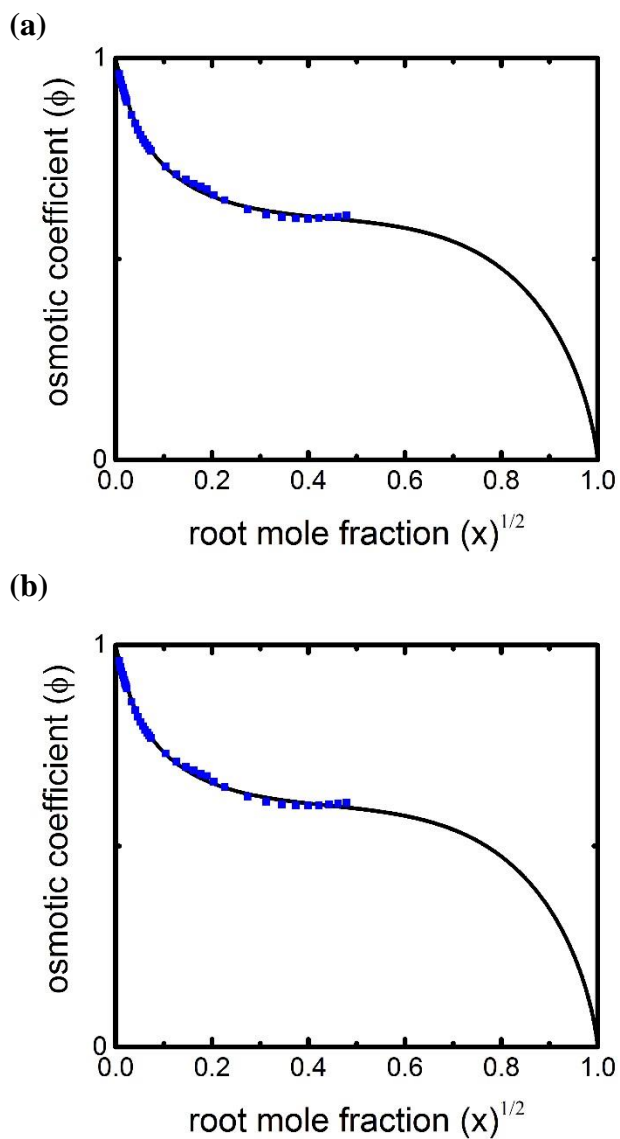 (a)
1
osmotic coefficient (ϕ)
0
0.0 0.2 0.4 0.6 0.8 1.0
root mole fraction (x)^1/2
(b)
1
osmotic coefficient (ϕ)
0
0.0 0.2 0.4 0.6 0.8 1.0
root mole fraction (x)^1/2